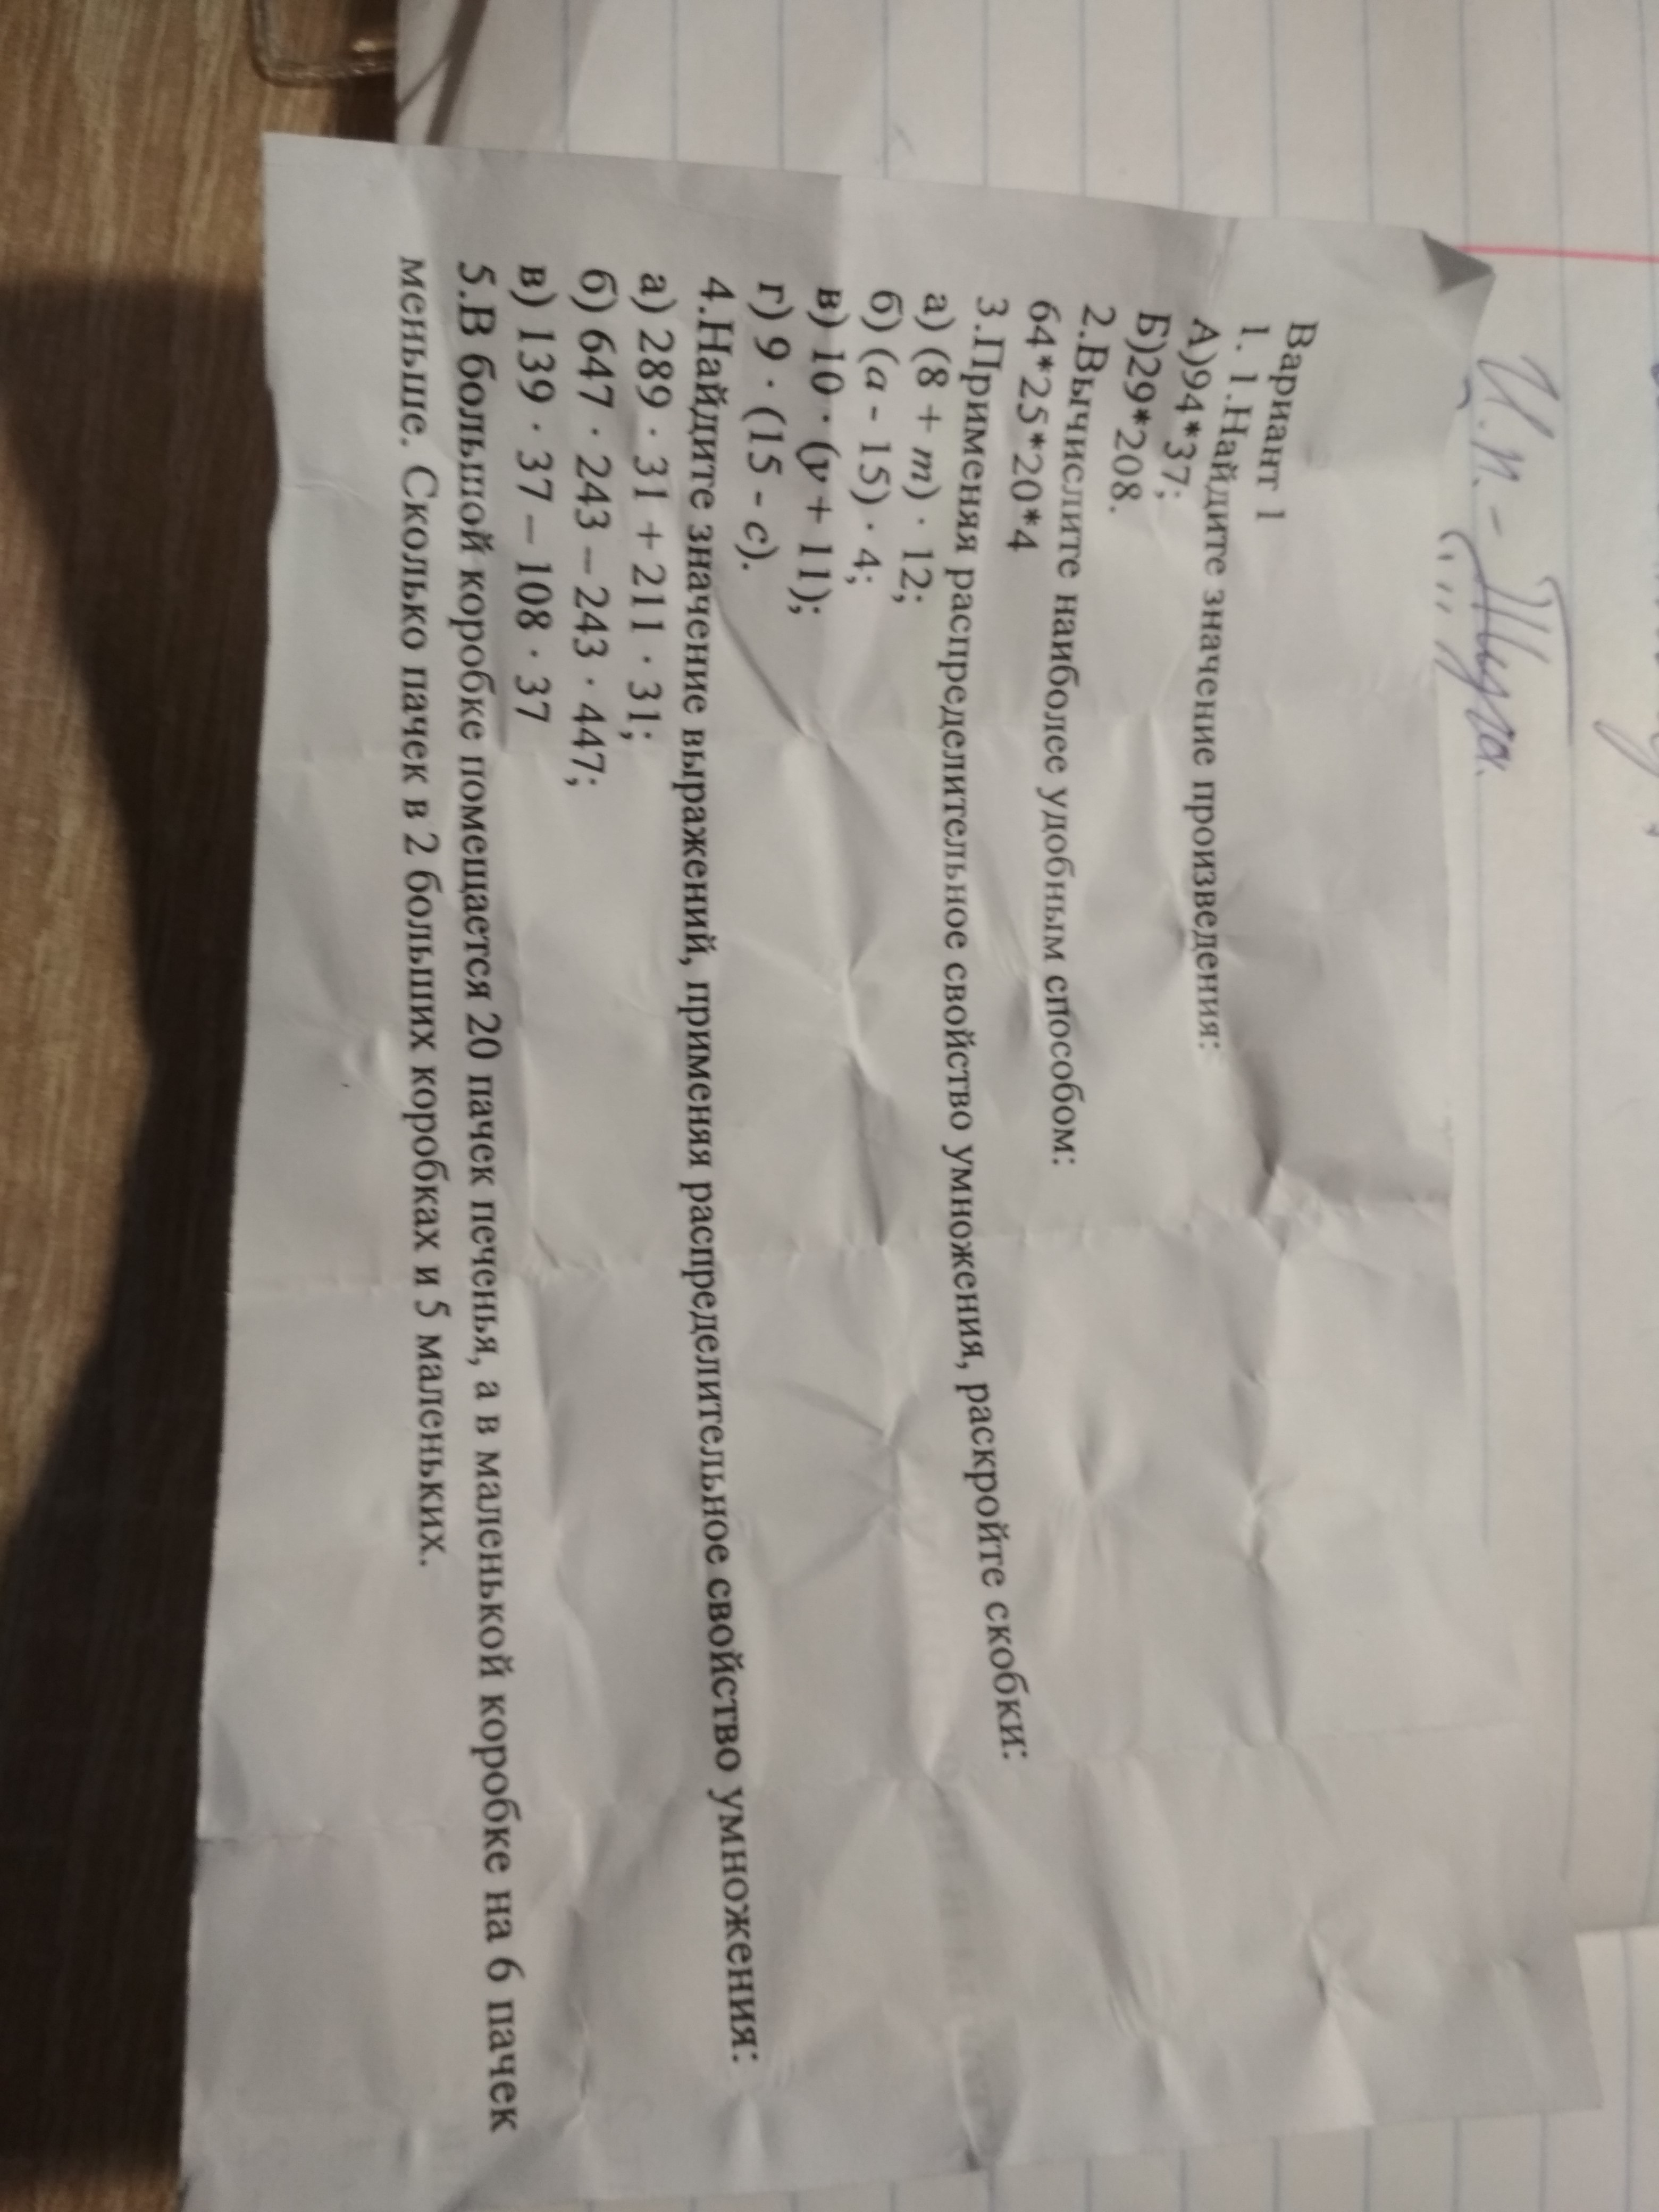 И.п. - Шуга.
Вариант 1
1. 1.Найдите значение произведения:
А)94*37;
Б)29*208.
2.Вычислите наиболее удобным способом:
64*25*20*4
3.Применяя распределительное свойство умножения, раскройте скобки:
а) (8 + m) · 12;
б) (a - 15) · 4;
в) 10 · (y + 11);
г) 9 · (15 - c).
4.Найдите значение выражений, применяя распределительное свойство умножения:
а) 289 · 31 + 211 · 31;
б) 647 · 243 – 243 · 447;
в) 139 · 37 – 108 · 37
5.В большой коробке помещается 20 пачек печенья, а в маленькой коробке на 6 пачек
меньше. Сколько пачек в 2 больших коробках и 5 маленьких.